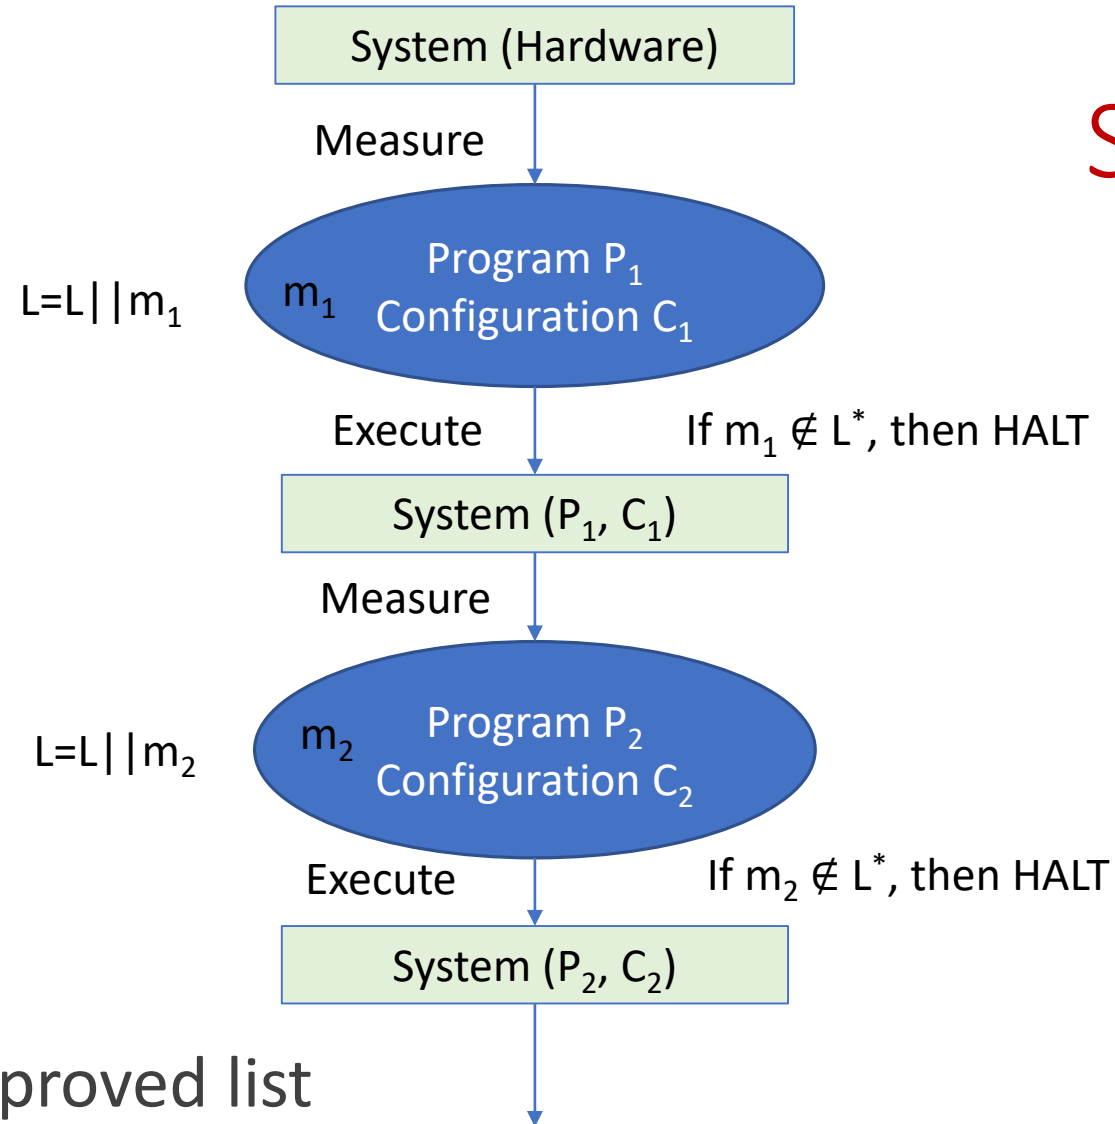 System (Hardware)
S
Measure
Program P₁
m₁
Configuration C₁
L=L||m₁
Execute
If m₁ ∉ L*, then HALT
System (P₁, C₁)
Measure
Program P₂
m₂
Configuration C₂
L=L||m₂
Execute
If m₂ ∉ L*, then HALT
System (P₂, C₂)
proved list